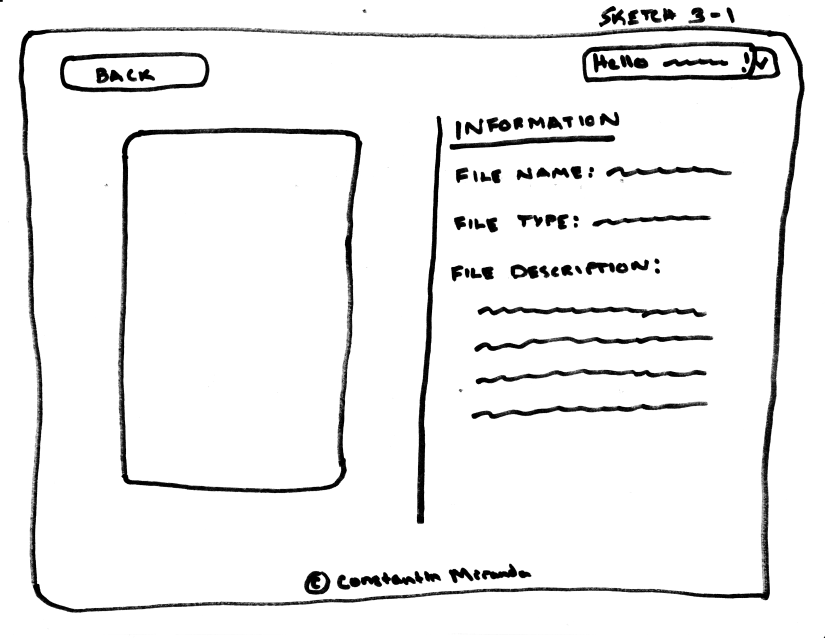 SKETCH 3-1
BACK
Hello !
INFORMATION
FILE NAME:
FILE TYPE:
FILE DESCRIPTION:
© Constantin Miranda